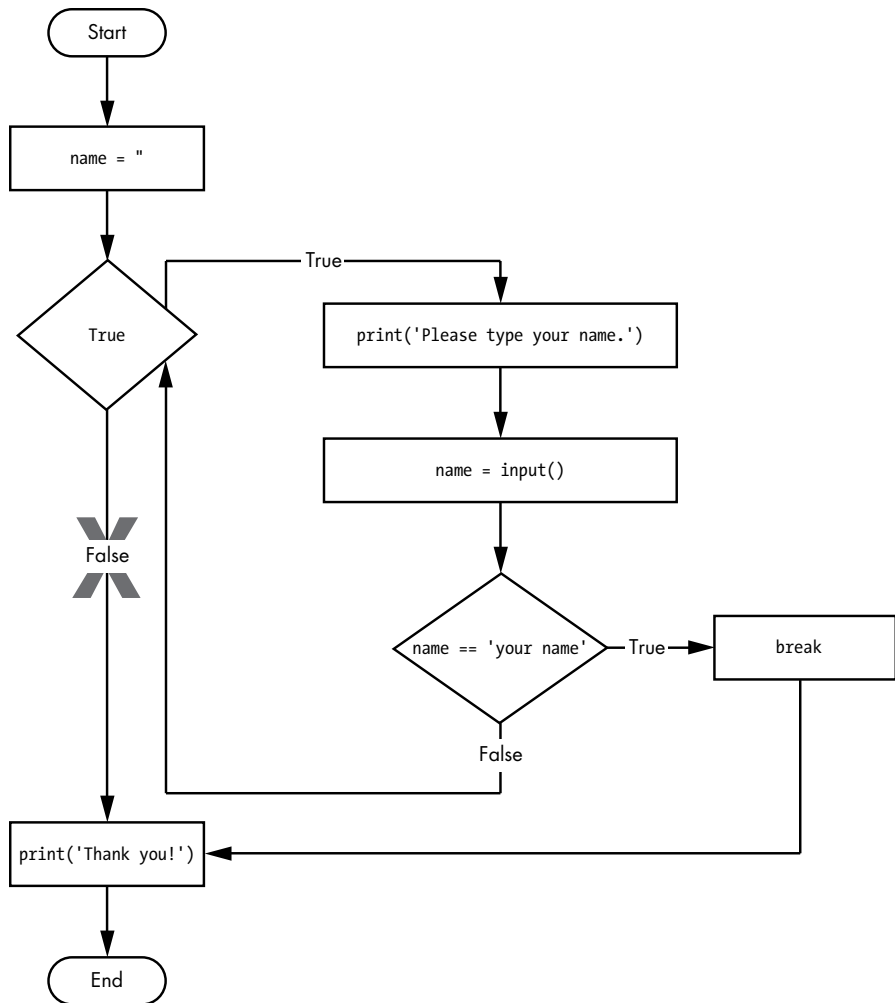 Start
name = "
True
True
print('Please type your name.')
name = input()
False
name == 'your name'
True
break
False
print('Thank you!')
End